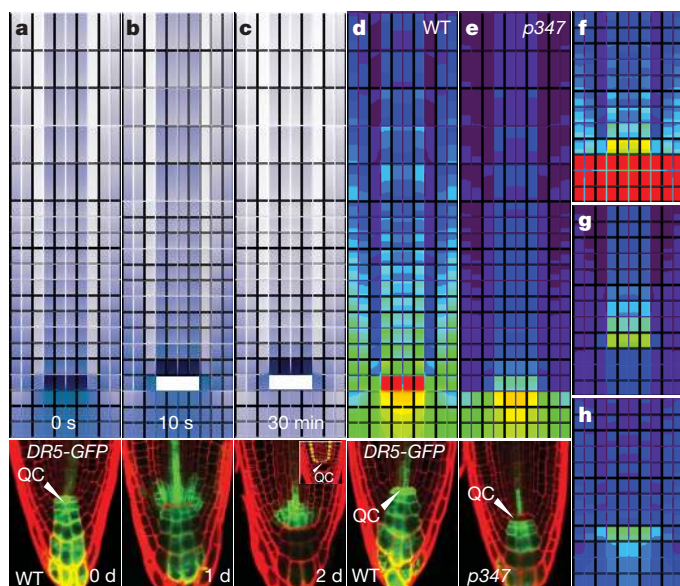 a b c d WT e p347 f
g
h
0 s 10 s 30 min
DR5-GFP DR5-GFP
QC QC QC QC
WT 0 d 1 d 2 d WT p347